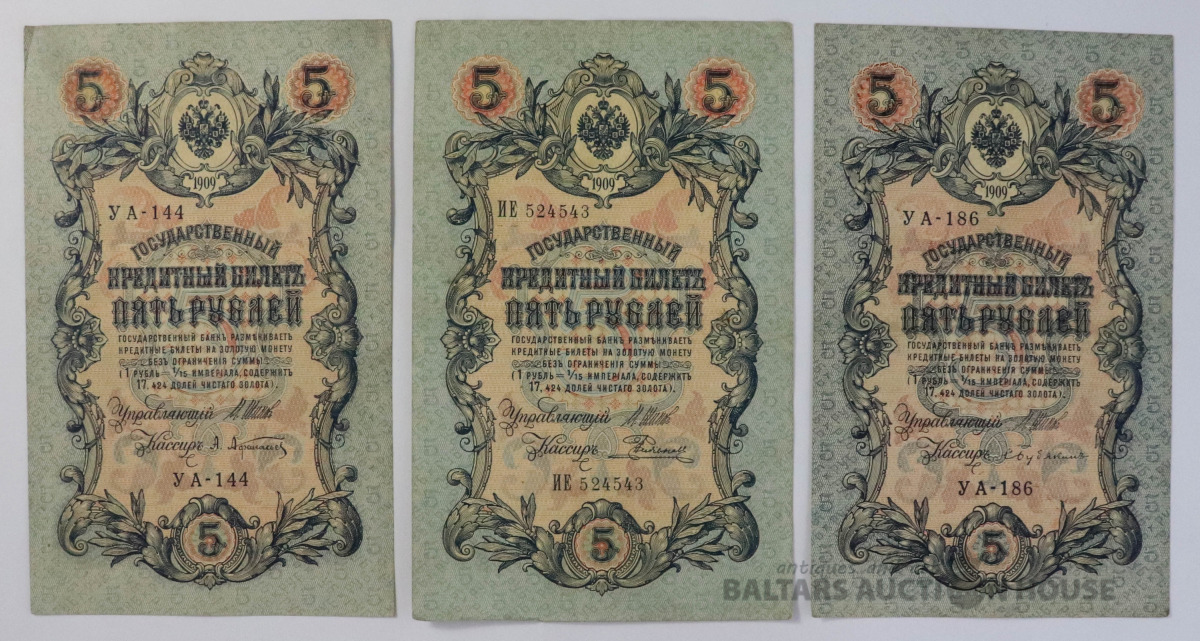 5 5
1909
УА-144
ГОСУДАРСТВЕННЫЙ
КРЕДИТНЫЙ БИЛЕТЪ
ПЯТЬ РУБЛЕЙ
ГОСУДАРСТВЕННЫЙ БАНКЪ РАЗМѢНИВАЕТЪ
КРЕДИТНЫЕ БИЛЕТЫ НА ЗОЛОТУЮ МОНЕТУ
БЕЗЪ ОГРАНИЧЕНІЯ СУММЫ
(1 РУБЛЬ = 1/15 ИМПЕРІАЛА, СОДЕРЖИТЪ
17,424 ДОЛЕЙ ЧИСТАГО ЗОЛОТА).
Управляющій
Кассиръ
УА-144
5
5 5
1909
ИЕ 524543
ГОСУДАРСТВЕННЫЙ
КРЕДИТНЫЙ БИЛЕТЪ
ПЯТЬ РУБЛЕЙ
ГОСУДАРСТВЕННЫЙ БАНКЪ РАЗМѢНИВАЕТЪ
КРЕДИТНЫЕ БИЛЕТЫ НА ЗОЛОТУЮ МОНЕТУ
БЕЗЪ ОГРАНИЧЕНІЯ СУММЫ
(1 РУБЛЬ = 1/15 ИМПЕРІАЛА, СОДЕРЖИТЪ
17,424 ДОЛЕЙ ЧИСТАГО ЗОЛОТА).
Управляющій
Кассиръ
ИЕ 524543
5
5 5
1909
УА-186
ГОСУДАРСТВЕННЫЙ
КРЕДИТНЫЙ БИЛЕТЪ
ПЯТЬ РУБЛЕЙ
ГОСУДАРСТВЕННЫЙ БАНКЪ РАЗМѢНИВАЕТЪ
КРЕДИТНЫЕ БИЛЕТЫ НА ЗОЛОТУЮ МОНЕТУ
БЕЗЪ ОГРАНИЧЕНІЯ СУММЫ
(1 РУБЛЬ = 1/15 ИМПЕРІАЛА, СОДЕРЖИТЪ
17,424 ДОЛЕЙ ЧИСТАГО ЗОЛОТА).
Управляющій
Кассиръ
УА-186
5
antiques
BALTARS AUCTION HOUSE